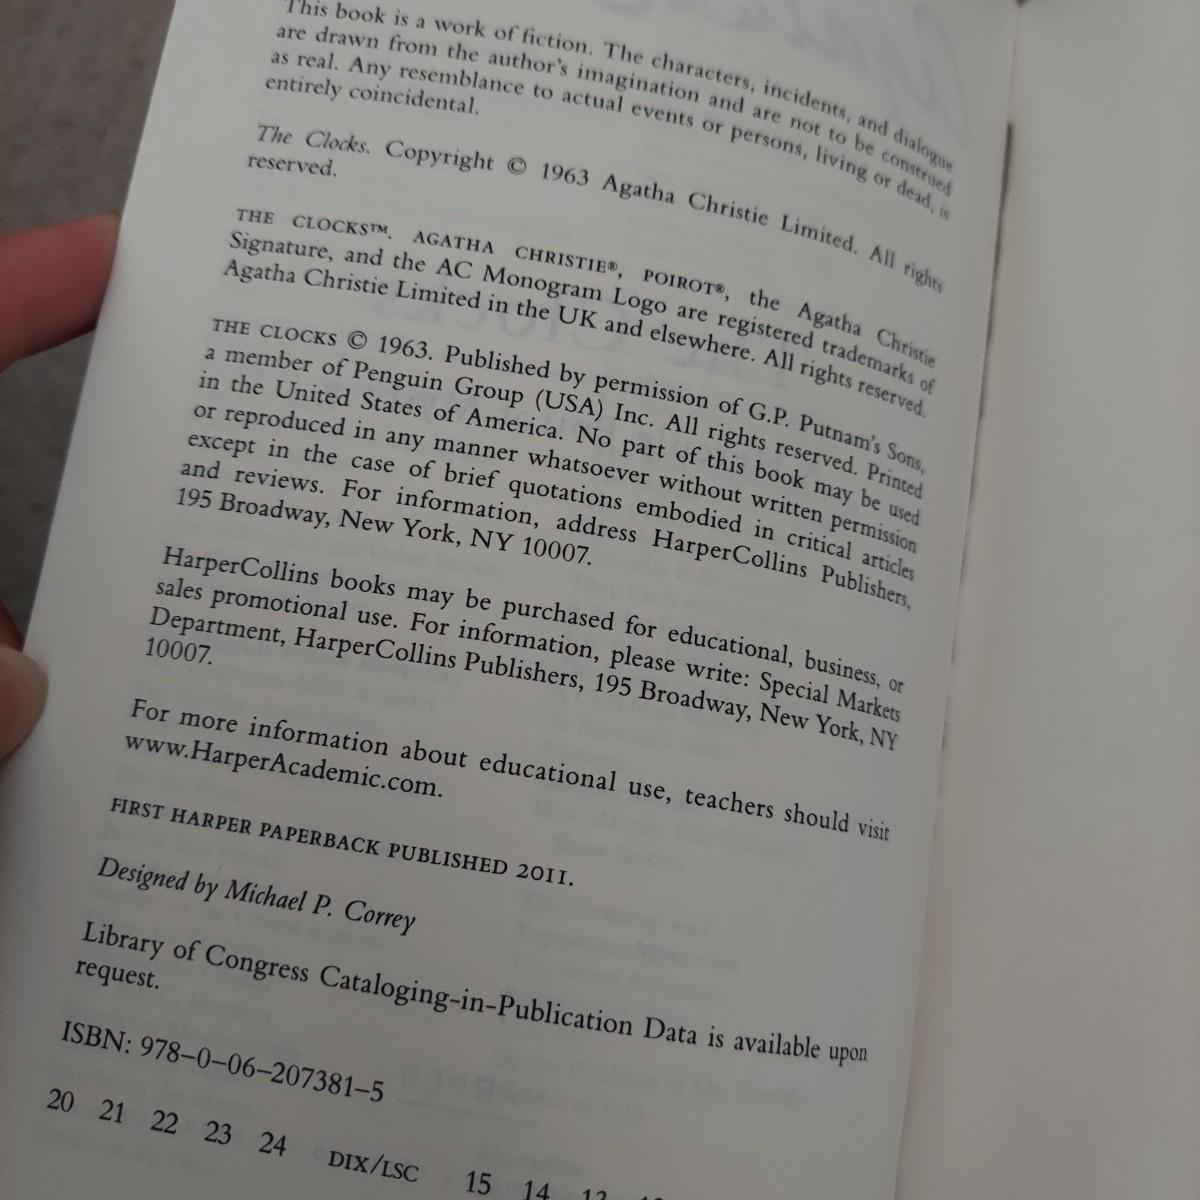 This book is a work of fiction. The characters, incidents, and dialogue
are drawn from the author's imagination and are not to be construed
as real. Any resemblance to actual events or persons, living or dead, is
entirely coincidental.
The Clocks. Copyright © 1963 Agatha Christie Limited. All rights
reserved.
THE CLOCKS™, AGATHA CHRISTIE®, POIROT®, the Agatha Christie
Signature, and the AC Monogram Logo are registered trademarks of
Agatha Christie Limited in the UK and elsewhere. All rights reserved.
THE CLOCKS © 1963. Published by permission of G.P. Putnam's Sons,
a member of Penguin Group (USA) Inc. All rights reserved. Printed
in the United States of America. No part of this book may be used
or reproduced in any manner whatsoever without written permission
except in the case of brief quotations embodied in critical articles
and reviews. For information, address HarperCollins Publishers,
195 Broadway, New York, NY 10007.
HarperCollins books may be purchased for educational, business, or
sales promotional use. For information, please write: Special Markets
Department, HarperCollins Publishers, 195 Broadway, New York, NY
10007.
For more information about educational use, teachers should visit
www.HarperAcademic.com.
FIRST HARPER PAPERBACK PUBLISHED 2011.
Designed by Michael P. Correy
Library of Congress Cataloging-in-Publication Data is available upon
request.
ISBN: 978-0-06-207381-5
20 21 22 23 24 DIX/LSC 15 14 13